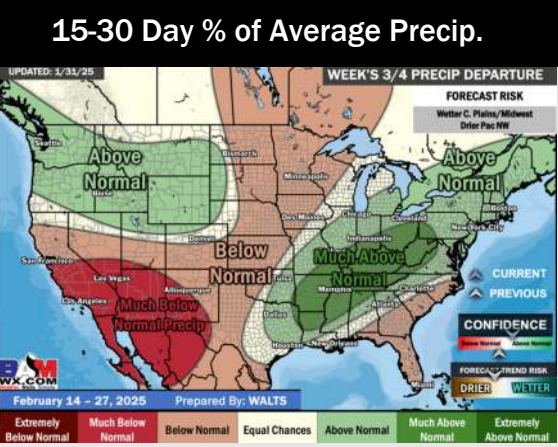 15-30 Day % of Average Precip.
UPDATED: 1/31/25
WEEK'S 3/4 PRECIP DEPARTURE
FORECAST RISK
Wetter C. Plains/Midwest
Drier Pac NW
Seattle
Above
Normal
Boise
Bismarck
Minneapolis
Above
Normal
Boston
Des Moines
Chicago
Cleveland
New York City
Denver
Below
Normal
Indianapolis
Much Above
Normal
San Francisco
Las Vegas
Tulsa
CURRENT
PREVIOUS
Los Angeles
Albuquerque
Memphis
Charlotte
Much Below
Normal Precip
Dallas
Atlanta
CONFIDENCE
Below Normal
Above Normal
Houston
New Orleans
FORECAST TREND RISK
DRIER
WETTER
Miami
BAM
WX.COM
February 14 – 27, 2025
Prepared By: WALTS
Extremely
Below Normal
Much Below
Normal
Below Normal
Equal Chances
Above Normal
Much Above
Normal
Extremely
Above Normal